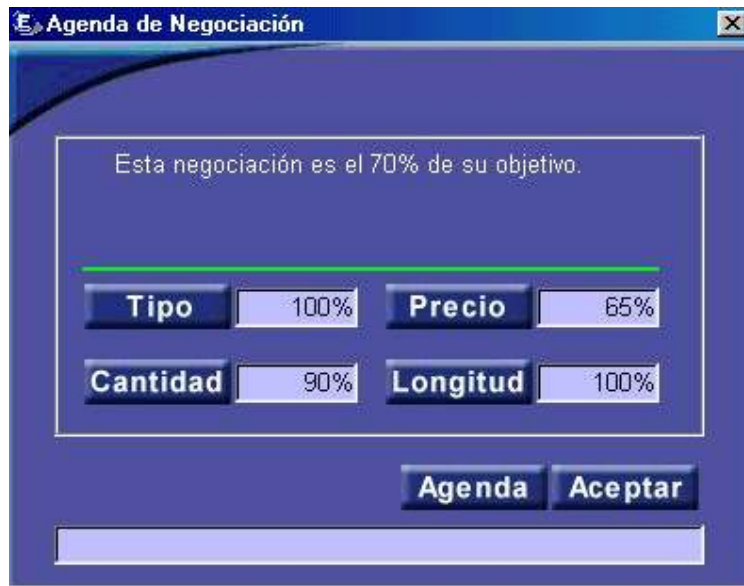 Agenda de Negociación
Esta negociación es el 70% de su objetivo.
Tipo 100% Precio 65%
Cantidad 90% Longitud 100%
Agenda Aceptar